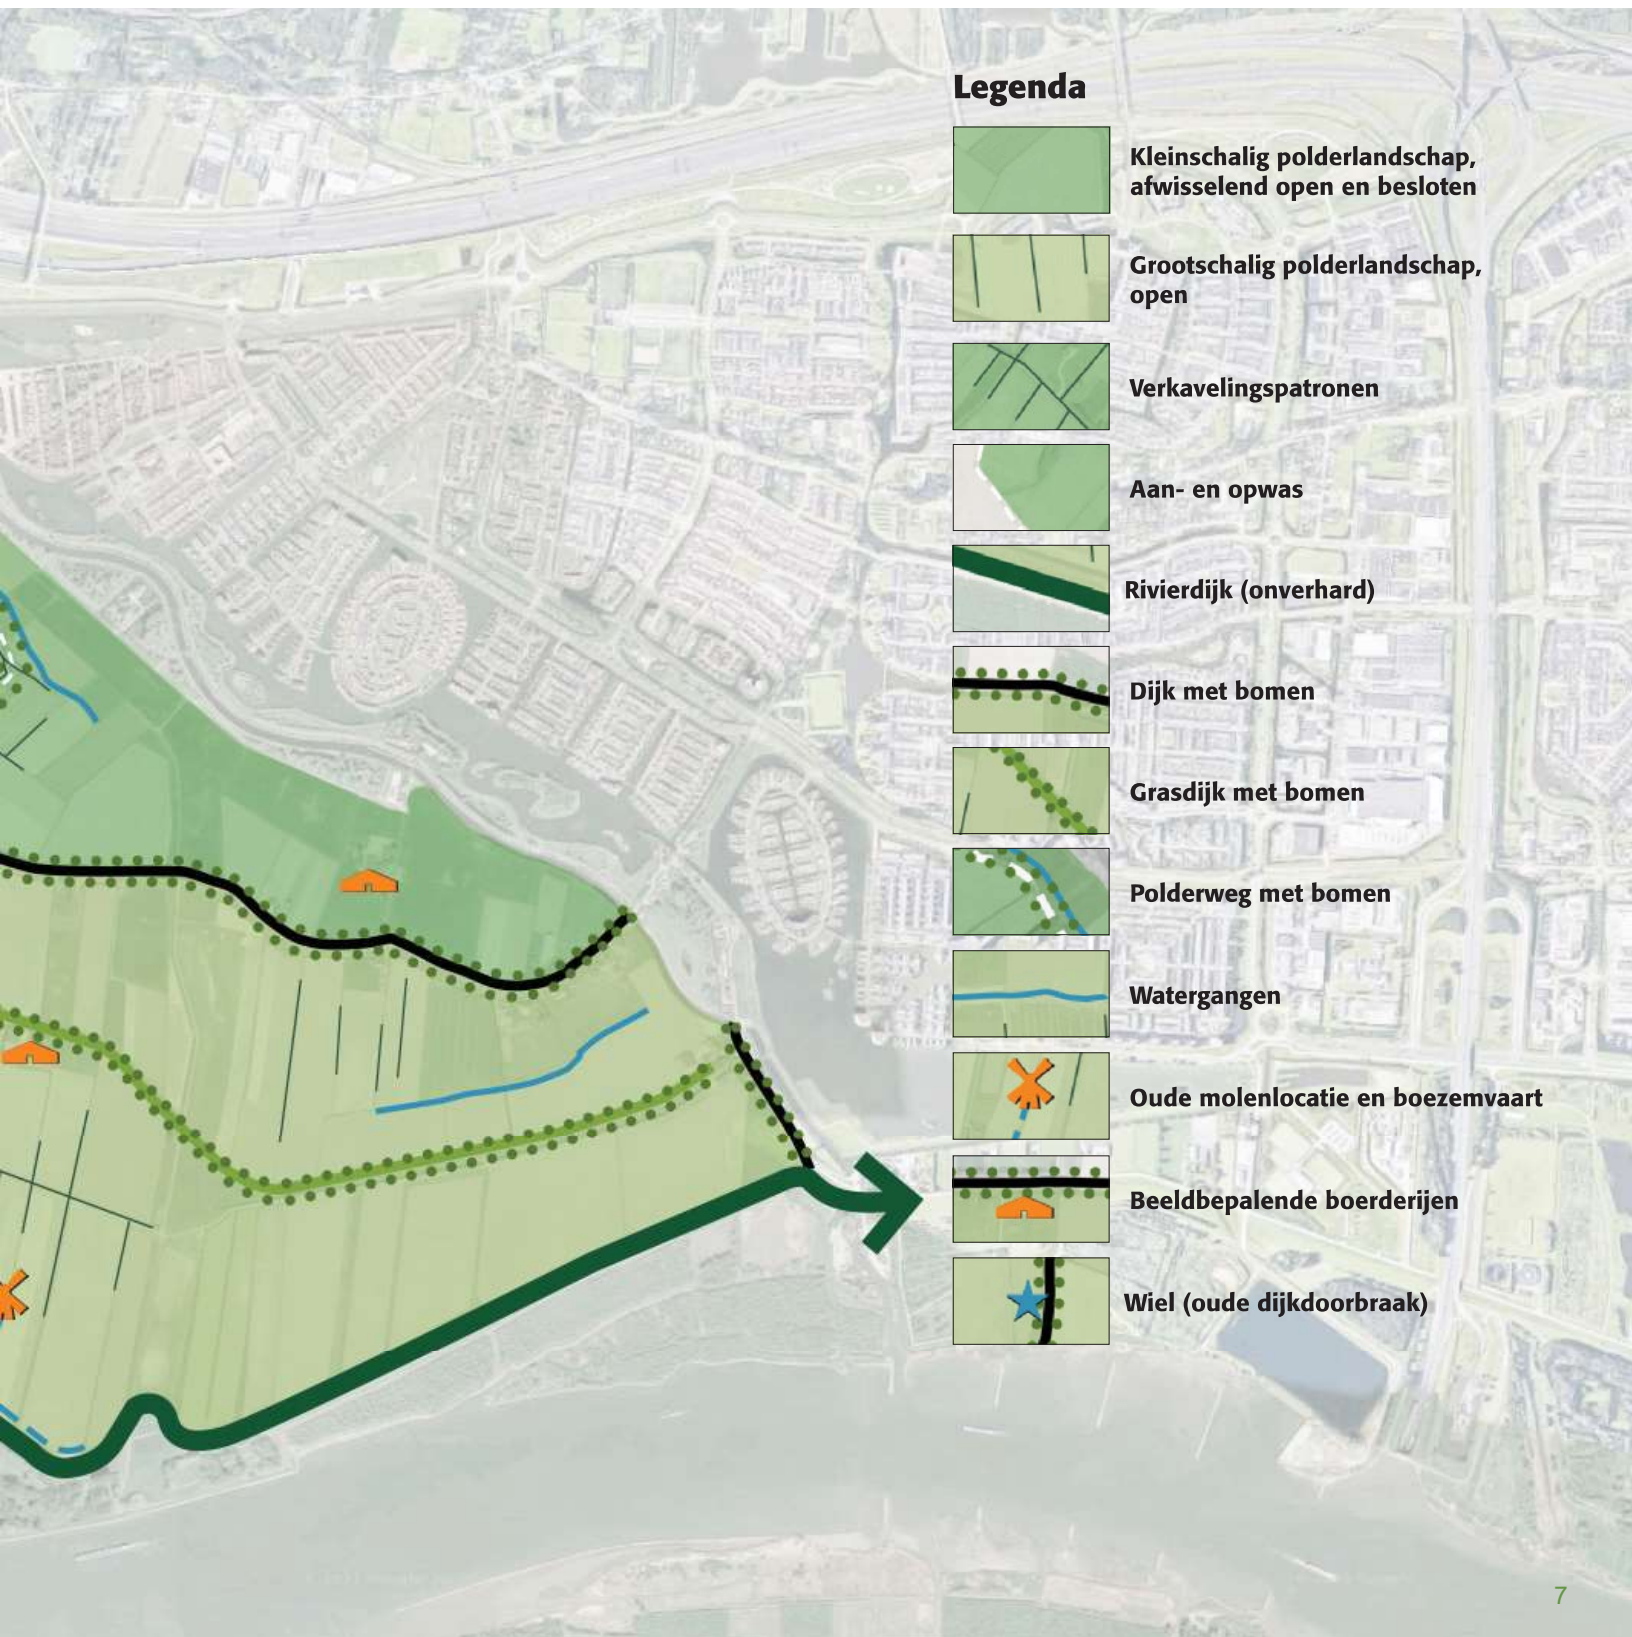 Legenda
Kleinschalig polderlandschap,
afwisselend open en besloten
Grootschalig polderlandschap,
open
Verkavelingspatronen
Aan- en opwas
Rivierdijk (onverhard)
Dijk met bomen
Grasdijk met bomen
Polderweg met bomen
Watergangen
Oude molenlocatie en boezemvaart
Beeldbepalende boerderijen
Wiel (oude dijkdoorbraak)
7